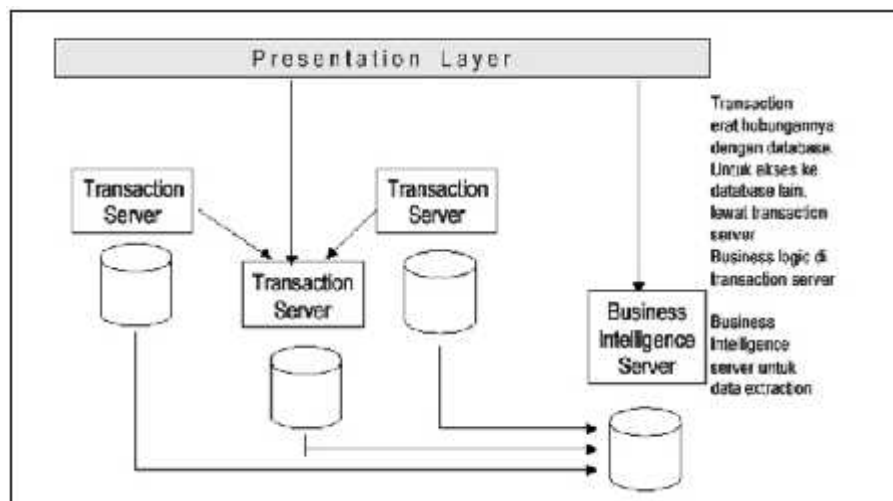 Presentation Layer
Transaction
erat hubungannya
dengan database.
Untuk akses ke
database lain,
lewat transaction
server
Business logic di
transaction server
Transaction
Server
Transaction
Server
Transaction
Server
Business
Intelligence
Server
Business
Intelligence
server untuk
data extraction